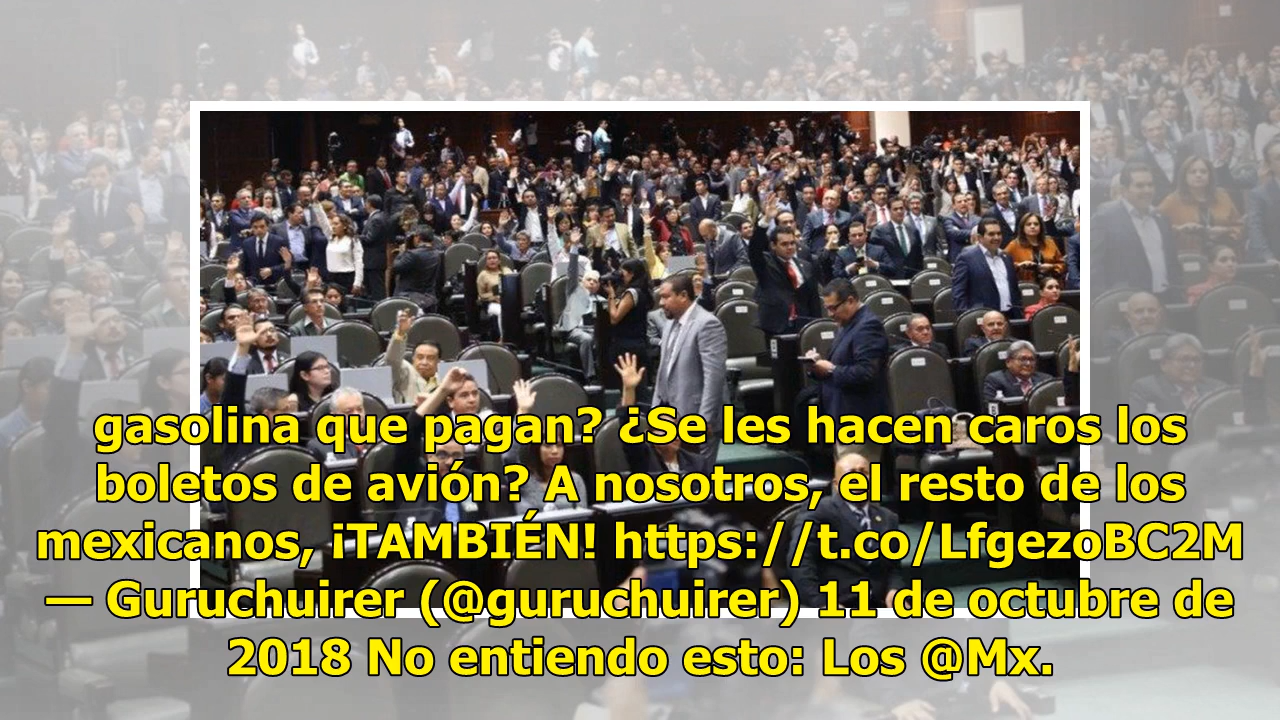 gasolina que pagan? ¿Se les hacen caros los
boletos de avión? A nosotros, el resto de los
mexicanos, ¡TAMBIÉN! https://t.co/LfgezoBC2M
— Guruchuirer (@guruchuirer) 11 de octubre de
2018 No entiendo esto: Los @Mx.